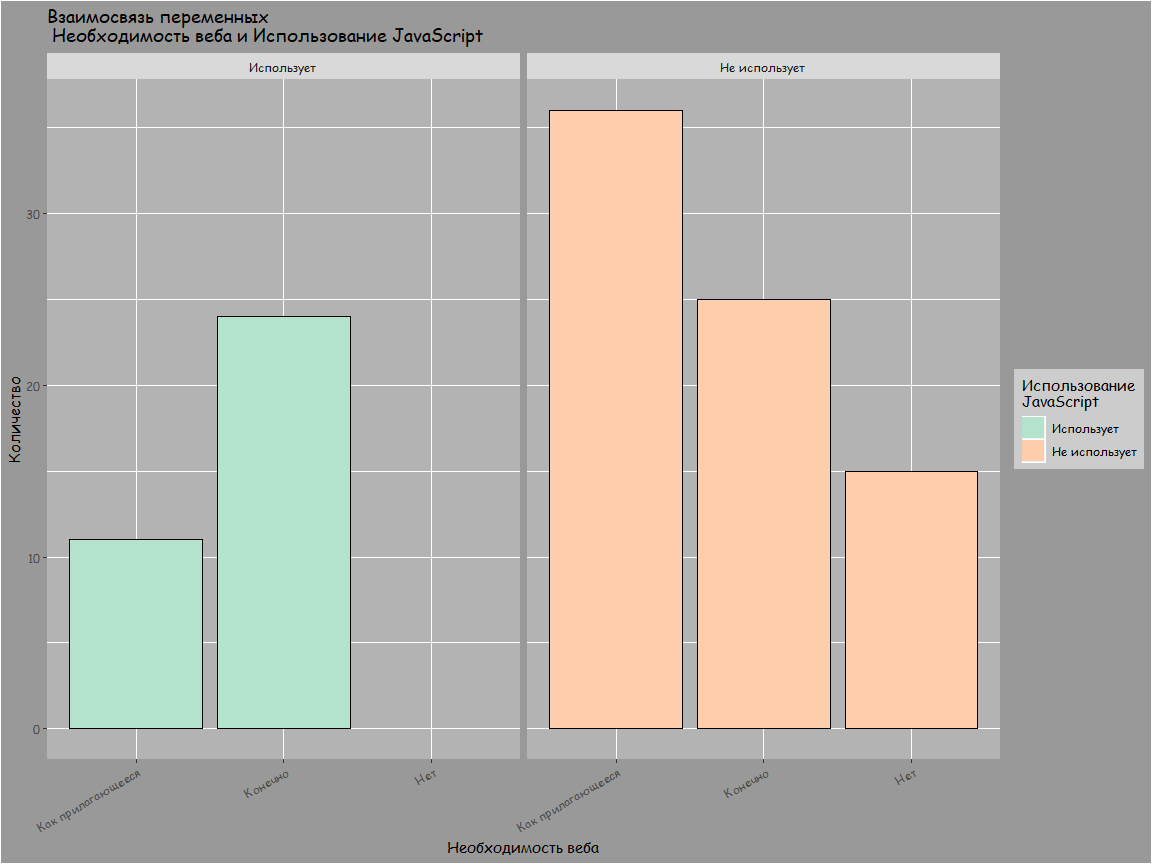 Взаимосвязь переменных
Необходимость веба и Использование JavaScript
Использует
Не использует
Количество
30
20
10
0
Как прилагающееся
Конечно
Нет
Как прилагающееся
Конечно
Нет
Необходимость веба
Использование
JavaScript
Использует
Не использует